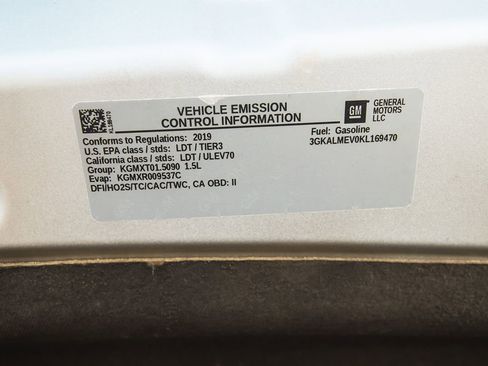 KL169470
VEHICLE EMISSION
CONTROL INFORMATION
GM
GENERAL
MOTORS
LLC
Conforms to Regulations: 2019
U.S. EPA class / stds: LDT / TIER3
California class / stds: LDT / ULEV70
Group: KGMXT01.5090 1.5L
Evap: KGMXR009537C
DFI/HO2S/TC/CAC/TWC, CA OBD: II
Fuel: Gasoline
3GKALMEV0KL169470